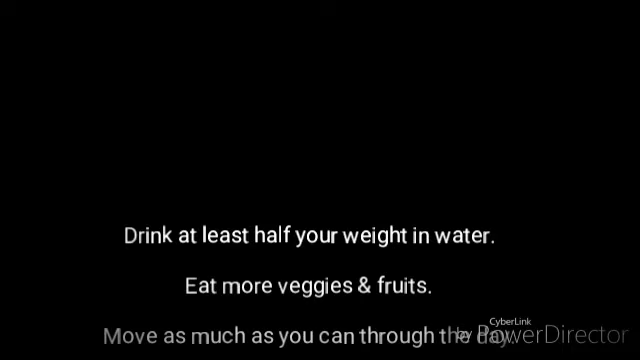 Drink at least half your weight in water.
Eat more veggies & fruits.
Move as much as you can through the day
CyberLink
by PowerDirector